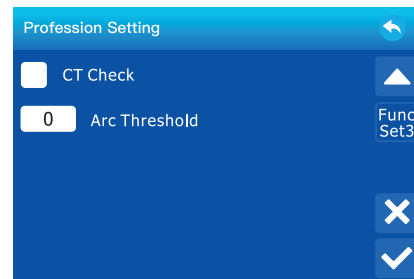 Profession Setting
CT Check
0 Arc Threshold
Func
Set3